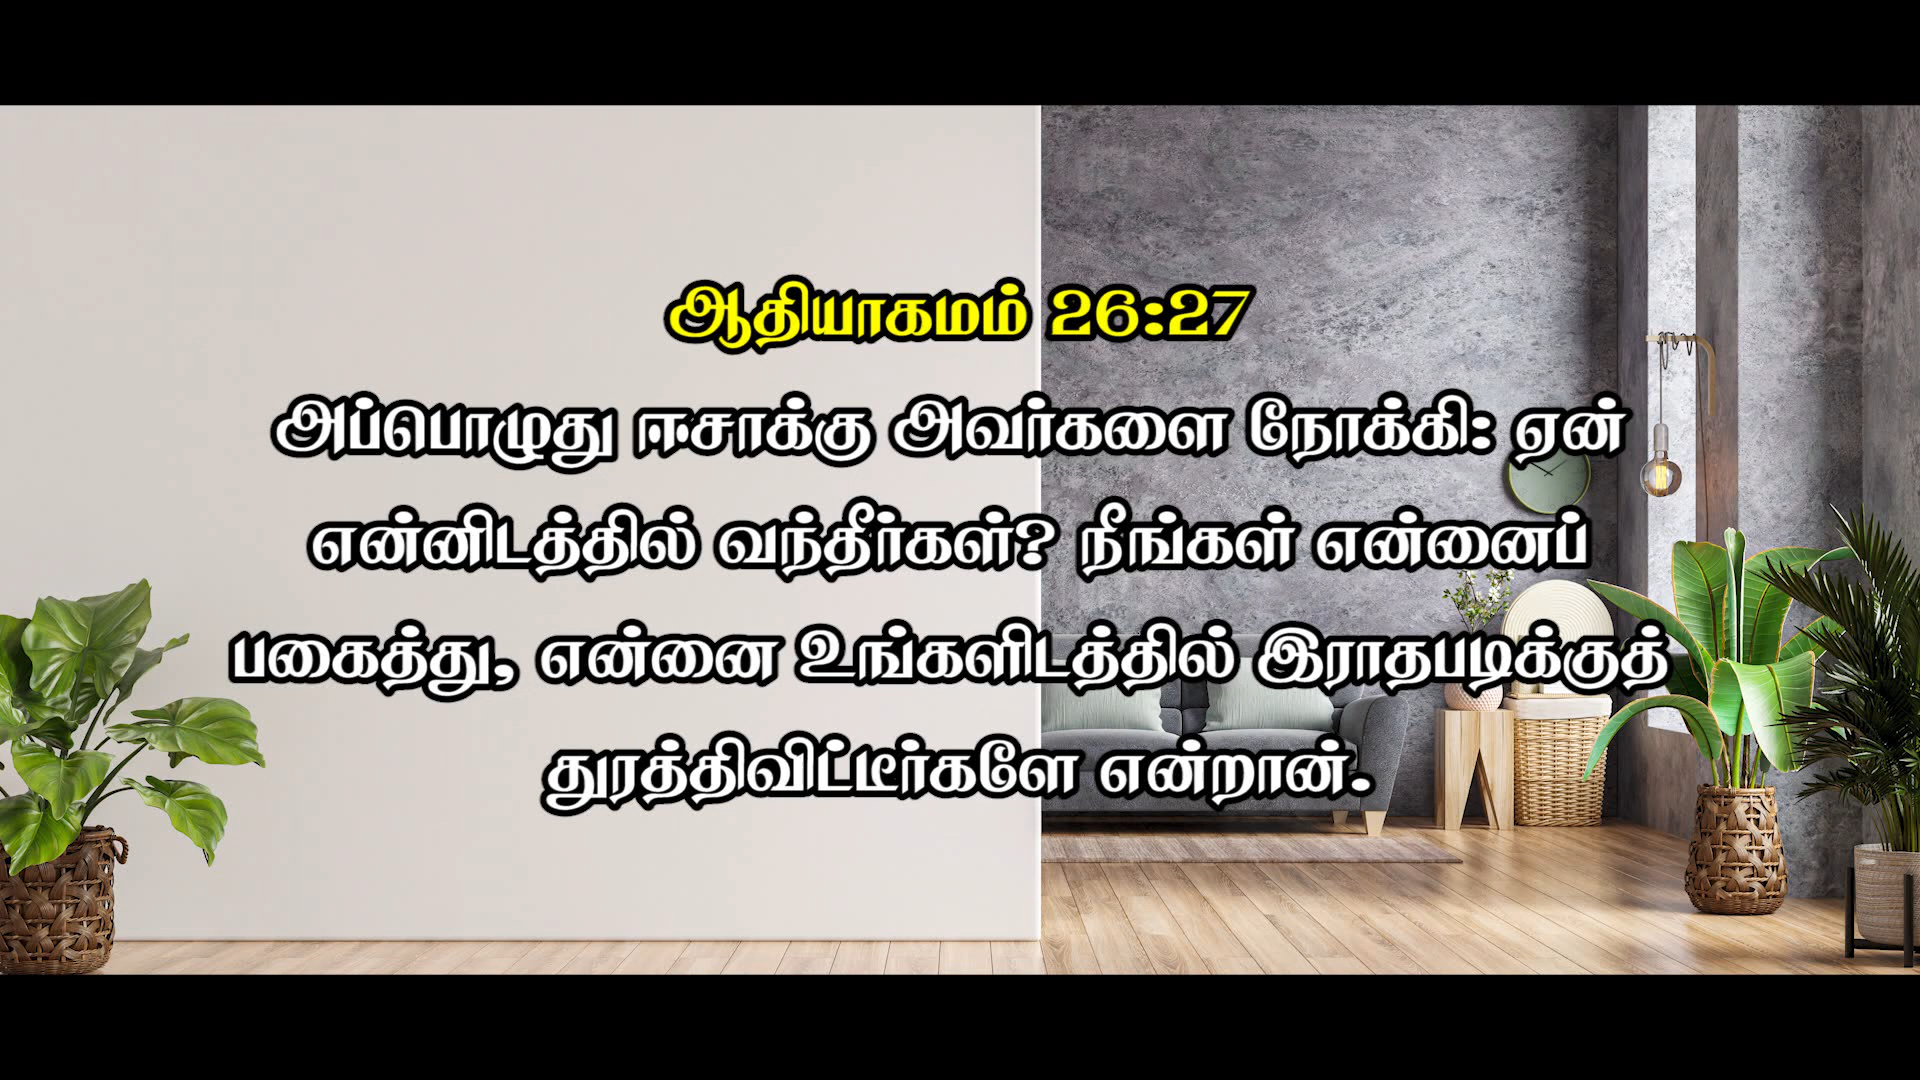 ஆதியாகமம் 26:27
அப்பொழுது ஈசாக்கு அவர்களை நோக்கி: ஏன்
என்னிடத்தில் வந்தீர்கள்? நீங்கள் என்னைப்
பகைத்து, என்னை உங்களிடத்தில் இராதபடிக்குத்
துரத்திவிட்டீர்களே என்றான்.